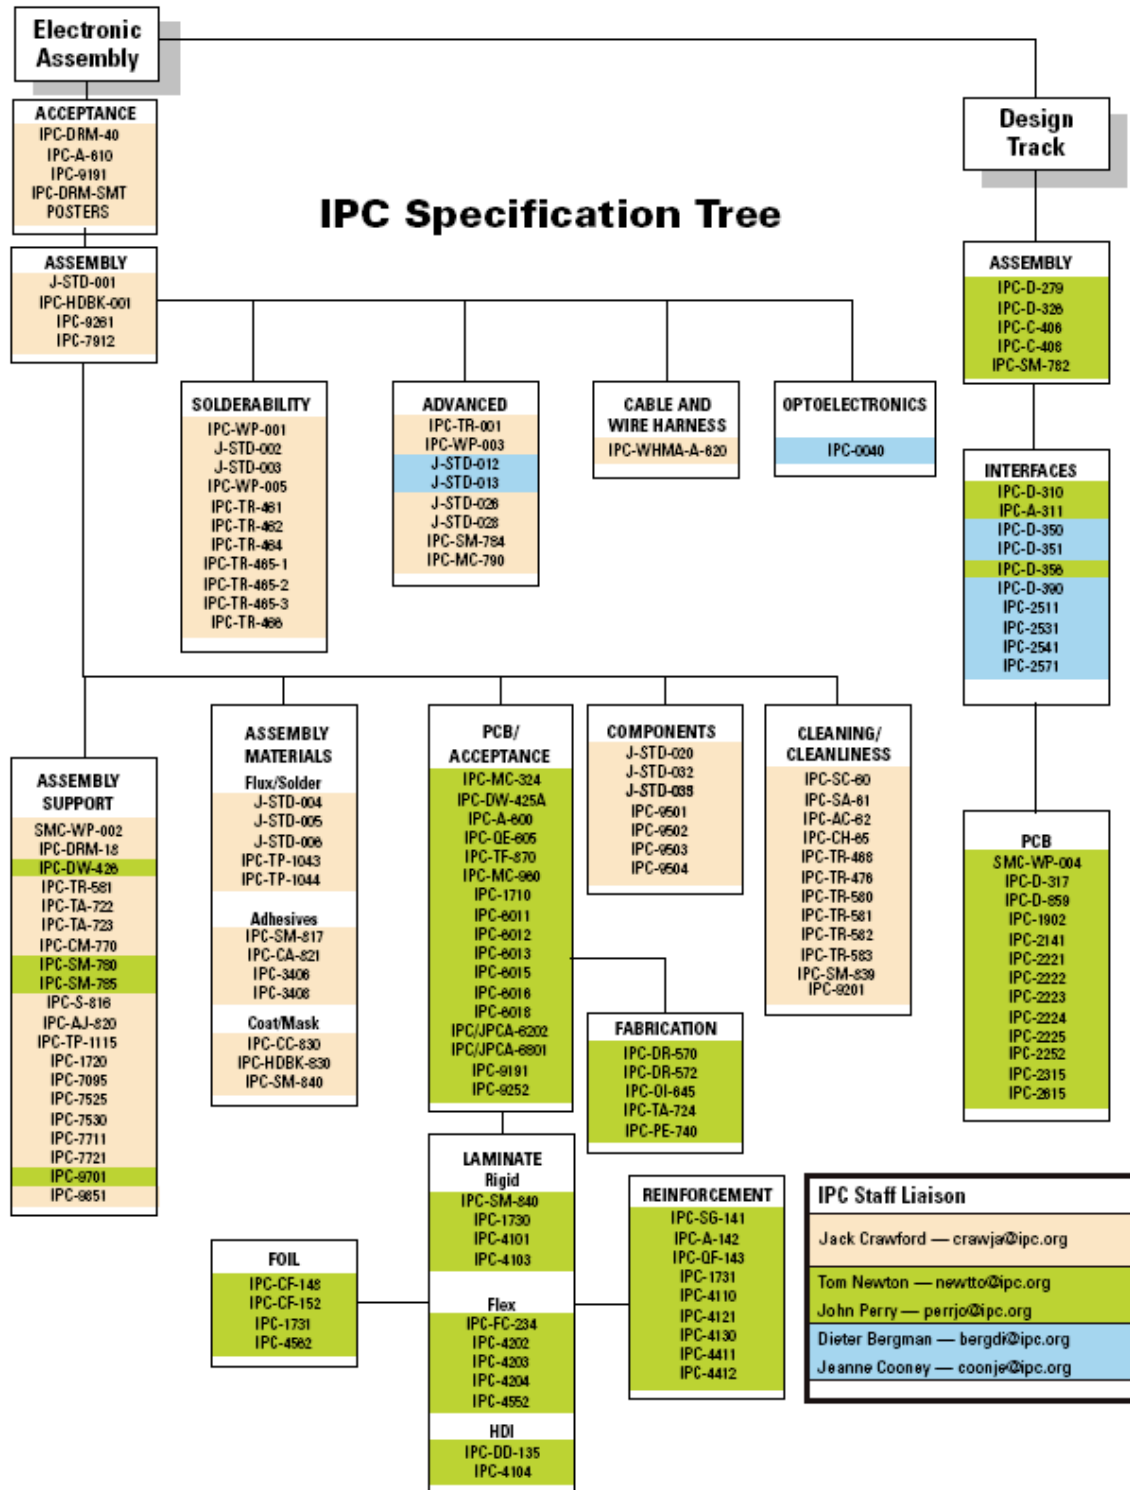 Electronic
Assembly
ACCEPTANCE
IPC-DRM-40
IPC-A-610
IPC-9191
IPC-DRM-SMT
POSTERS
Design
Track
IPC Specification Tree
ASSEMBLY
J-STD-001
IPC-HDBK-001
IPC-9261
IPC-7912
ASSEMBLY
IPC-D-279
IPC-D-326
IPC-C-406
IPC-C-408
IPC-SM-782
SOLDERABILITY
IPC-WP-001
J-STD-002
J-STD-003
IPC-WP-005
IPC-TR-461
IPC-TR-462
IPC-TR-464
IPC-TR-465-1
IPC-TR-465-2
IPC-TR-465-3
IPC-TR-466
ADVANCED
IPC-TR-001
IPC-WP-003
J-STD-012
J-STD-013
J-STD-026
J-STD-028
IPC-SM-784
IPC-MC-790
CABLE AND
WIRE HARNESS
IPC-WHMA-A-620
OPTOELECTRONICS
IPC-0040
INTERFACES
IPC-D-310
IPC-A-311
IPC-D-350
IPC-D-351
IPC-D-356
IPC-D-390
IPC-2511
IPC-2531
IPC-2541
IPC-2571
ASSEMBLY
SUPPORT
SMC-WP-002
IPC-DRM-18
IPC-DW-426
IPC-TR-581
IPC-TA-722
IPC-TA-723
IPC-CM-770
IPC-SM-780
IPC-SM-785
IPC-S-816
IPC-AJ-820
IPC-TP-1115
IPC-1720
IPC-7095
IPC-7525
IPC-7530
IPC-7711
IPC-7721
IPC-9701
IPC-9851
ASSEMBLY
MATERIALS
Flux/Solder
J-STD-004
J-STD-005
J-STD-006
IPC-TP-1043
IPC-TP-1044
Adhesives
IPC-SM-817
IPC-CA-821
IPC-3406
IPC-3408
Coat/Mask
IPC-CC-830
IPC-HDBK-830
IPC-SM-840
PCB/
ACCEPTANCE
IPC-MC-324
IPC-DW-425A
IPC-A-600
IPC-QE-605
IPC-TF-870
IPC-MC-960
IPC-1710
IPC-6011
IPC-6012
IPC-6013
IPC-6015
IPC-6016
IPC-6018
IPC/JPCA-6202
IPC/JPCA-6801
IPC-9191
IPC-9252
COMPONENTS
J-STD-020
J-STD-032
J-STD-035
IPC-9501
IPC-9502
IPC-9503
IPC-9504
CLEANING/
CLEANLINESS
IPC-SC-60
IPC-SA-61
IPC-AC-62
IPC-CH-65
IPC-TR-468
IPC-TR-476
IPC-TR-580
IPC-TR-581
IPC-TR-582
IPC-TR-583
IPC-SM-839
IPC-9201
PCB
SMC-WP-004
IPC-D-317
IPC-D-859
IPC-1902
IPC-2141
IPC-2221
IPC-2222
IPC-2223
IPC-2224
IPC-2225
IPC-2252
IPC-2315
IPC-2615
FABRICATION
IPC-DR-570
IPC-DR-572
IPC-OI-645
IPC-TA-724
IPC-PE-740
FOIL
IPC-CF-148
IPC-CF-152
IPC-1731
IPC-4562
LAMINATE
Rigid
IPC-SM-840
IPC-1730
IPC-4101
IPC-4103
Flex
IPC-FC-234
IPC-4202
IPC-4203
IPC-4204
IPC-4552
HDI
IPC-DD-135
IPC-4104
REINFORCEMENT
IPC-SG-141
IPC-A-142
IPC-QF-143
IPC-1731
IPC-4110
IPC-4121
IPC-4130
IPC-4411
IPC-4412
IPC Staff Liaison
Jack Crawford — crawja@ipc.org
Tom Newton — newtto@ipc.org
John Perry — perrjo@ipc.org
Dieter Bergman — bergdi@ipc.org
Jeanne Cooney — coonje@ipc.org